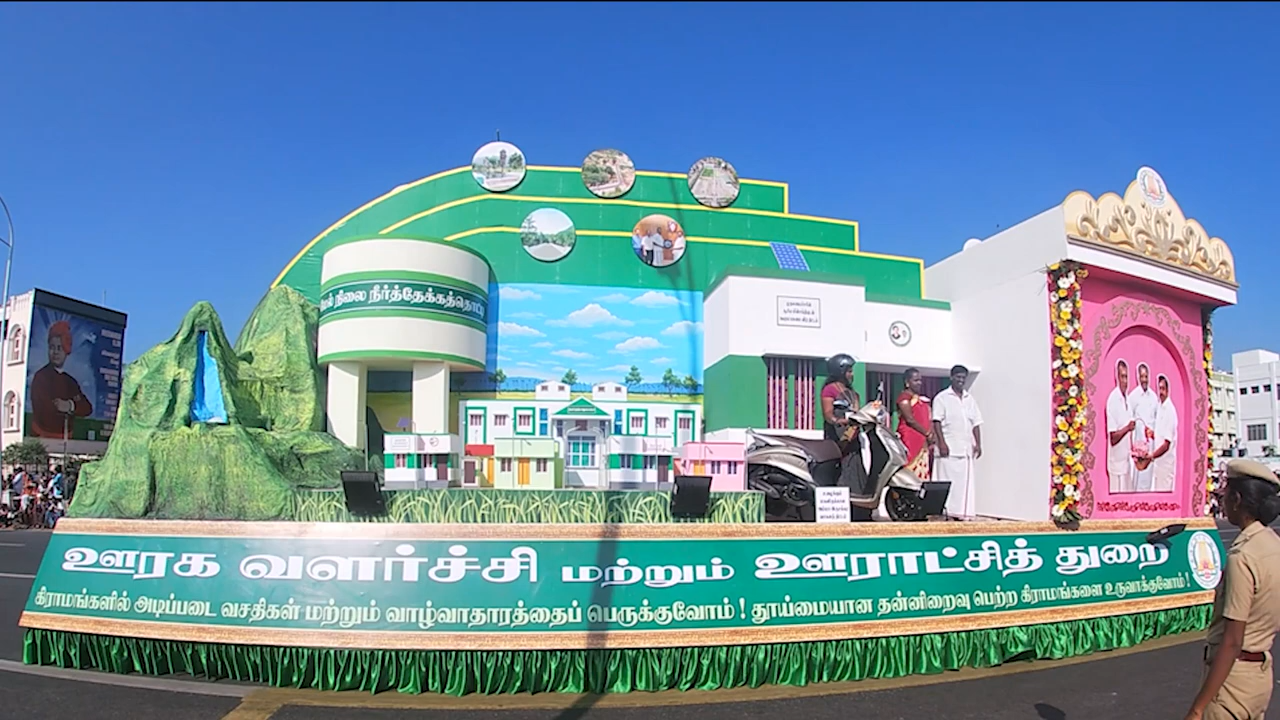 நிலை நீர்த்தேக்கத்தொட்
ஊரக வளர்ச்சி மற்றும் ஊராட்சித் துறை
கிராமங்களில் அடிப்படை வசதிகள் மற்றும் வாழ்வாதாரத்தைப் பெருக்குவோம் ! தூய்மையான தன்னிறைவு பெற்ற கிராமங்களை உருவாக்குவோம் !